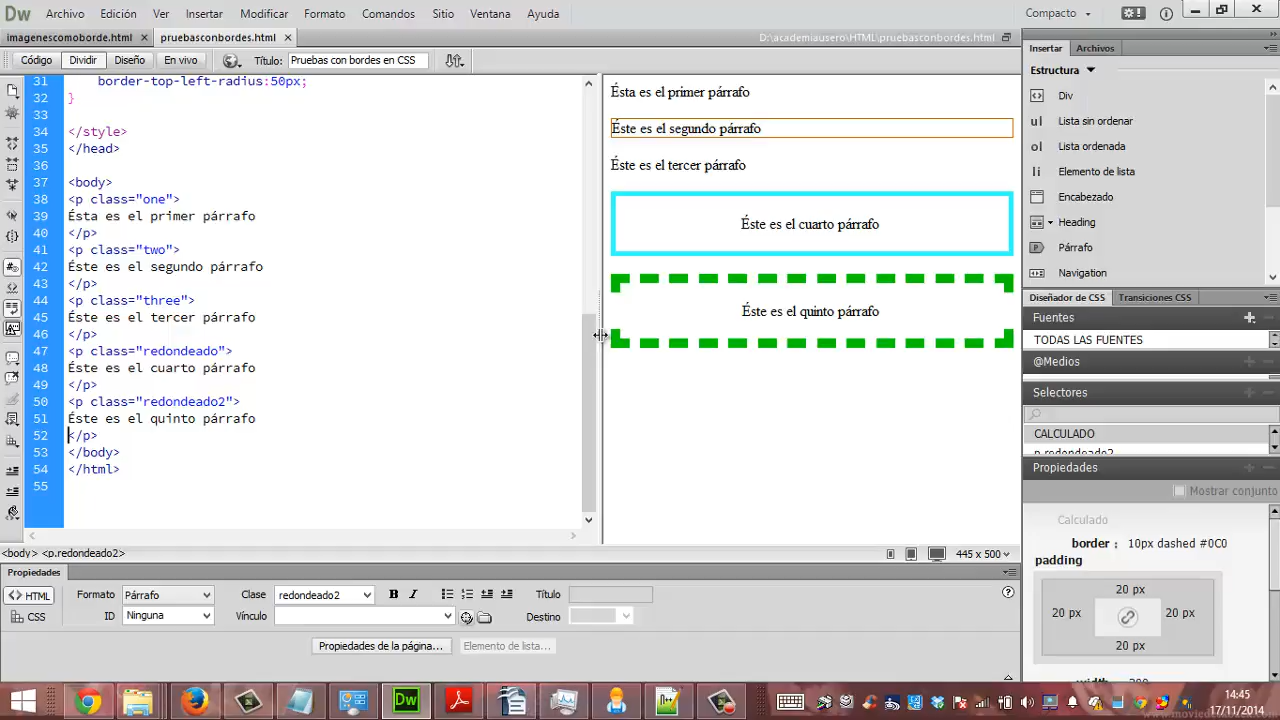 Dw Archivo Edición Ver Insertar Modificar Formato Comandos Sitio Ventana Ayuda Compacto
imagenescomoborde.html × pruebasconbordes.html × D:\academiausero\HTML\pruebasconbordes.html
Código Dividir Diseño En vivo Título: Pruebas con bordes en CSS
31 border-top-left-radius:50px;
32 }
33
34 </style>
35 </head>
36
37 <body>
38 <p class="one">
39 Ésta es el primer párrafo
40 </p>
41 <p class="two">
42 Éste es el segundo párrafo
43 </p>
44 <p class="three">
45 Éste es el tercer párrafo
46 </p>
47 <p class="redondeado">
48 Éste es el cuarto párrafo
49 </p>
50 <p class="redondeado2">
51 Éste es el quinto párrafo
52 </p>
53 </body>
54 </html>
55
Ésta es el primer párrafo
Éste es el segundo párrafo
Éste es el tercer párrafo
Éste es el cuarto párrafo
Éste es el quinto párrafo
<body> <p.redondeado2> 445 x 500
Insertar Archivos
Estructura
Div
ul Lista sin ordenar
ol Lista ordenada
li Elemento de lista
Encabezado
Heading
Párrafo
Navigation
Diseñador de CSS Transiciones CSS
Fuentes
TODAS LAS FUENTES
@Medios
Selectores
CALCULADO
p.redondeado2
Propiedades
Mostrar conjunto
Calculado
border : 10px dashed #0C0
padding
20 px
20 px 20 px
20 px
Propiedades
<> HTML Formato Párrafo Clase redondeado2 B I Título
CSS ID Ninguna Vínculo Destino
Propiedades de la página... Elemento de lista...
Dw
14:45
17/11/2014